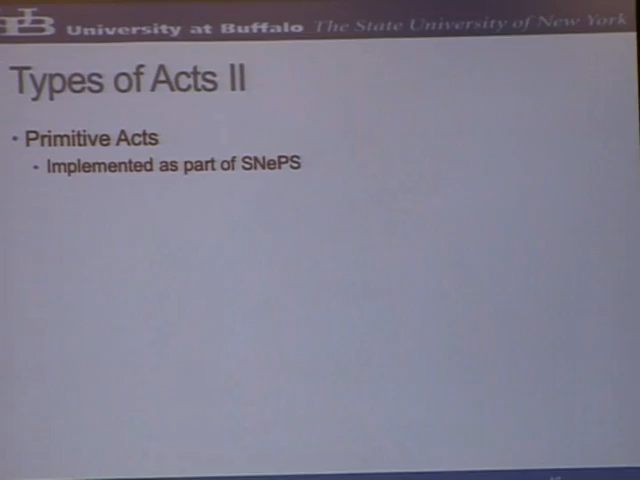 UB University at Buffalo The State University of New York
Types of Acts II
• Primitive Acts
• Implemented as part of SNePS